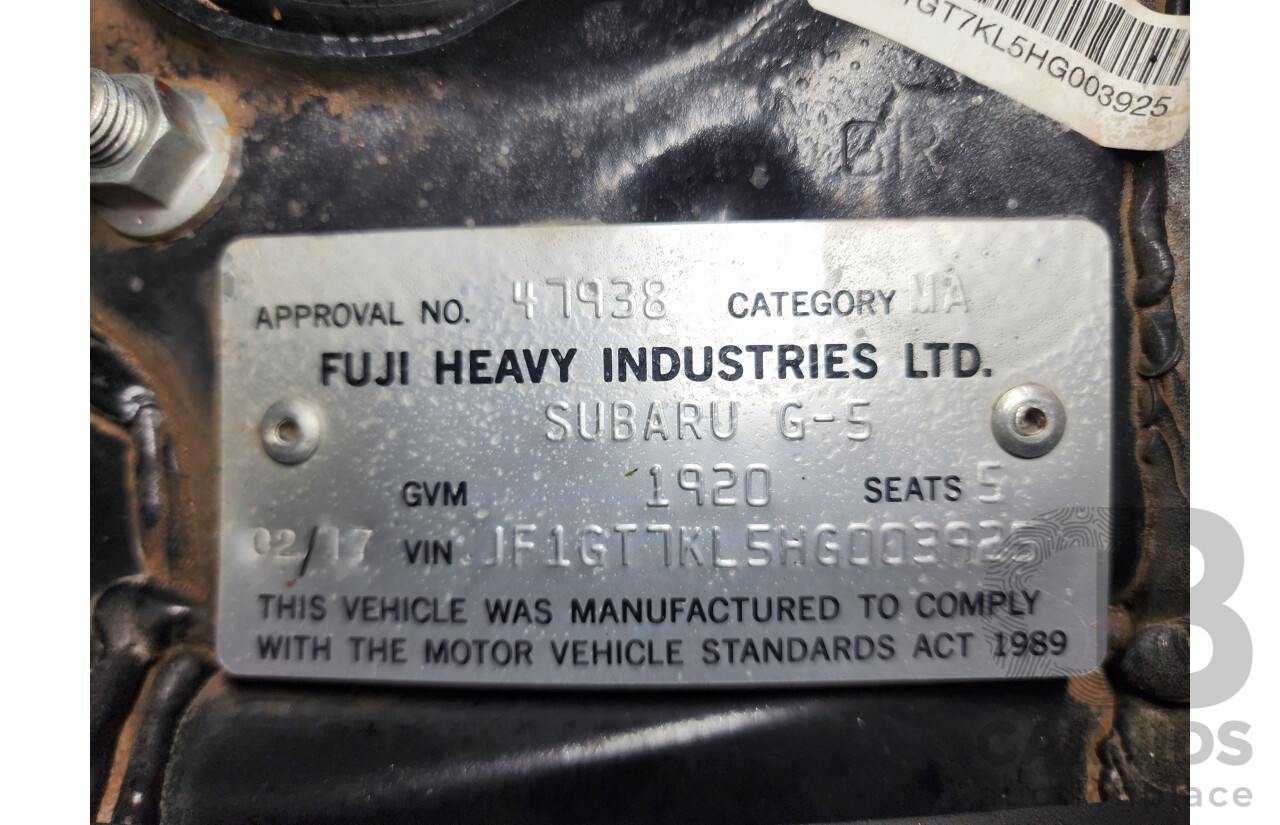 1GT7KL5HG003925
APPROVAL NO. 47938 CATEGORY MA
FUJI HEAVY INDUSTRIES LTD.
SUBARU G-5
GVM 1920 SEATS 5
02/17 VIN JF1GT7KL5HG003925
THIS VEHICLE WAS MANUFACTURED TO COMPLY
WITH THE MOTOR VEHICLE STANDARDS ACT 1989